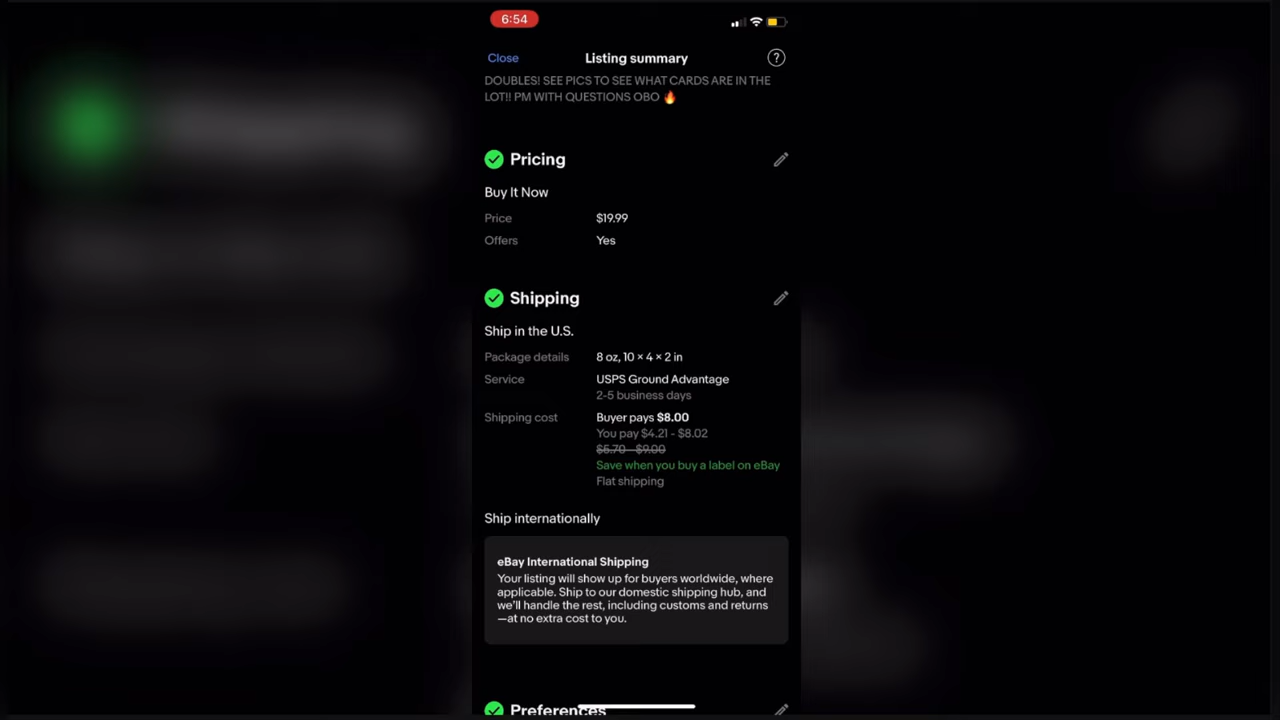 6:54
Close
Listing summary
?
DOUBLES! SEE PICS TO SEE WHAT CARDS ARE IN THE
LOT!! PM WITH QUESTIONS OBO 🔥
Pricing
Buy It Now
Price $19.99
Offers Yes
Shipping
Ship in the U.S.
Package details 8 oz, 10 × 4 × 2 in
Service USPS Ground Advantage
2-5 business days
Shipping cost Buyer pays $8.00
You pay $4.21 - $8.02
$5.70 - $9.00
Save when you buy a label on eBay
Flat shipping
Ship internationally
eBay International Shipping
Your listing will show up for buyers worldwide, where
applicable. Ship to our domestic shipping hub, and
we'll handle the rest, including customs and returns
—at no extra cost to you.
Preferences